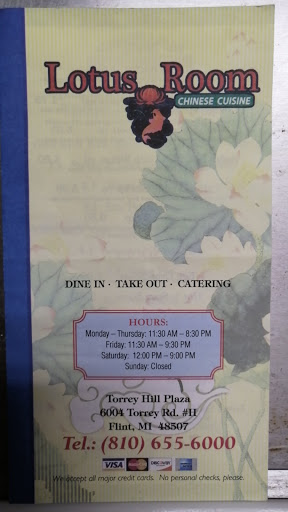 Lotus Room
CHINESE CUISINE
DINE IN · TAKE OUT · CATERING
HOURS:
Monday – Thursday: 11:30 AM – 8:30 PM
Friday: 11:30 AM – 9:30 PM
Saturday: 12:00 PM – 9:00 PM
Sunday: Closed
Torrey Hill Plaza
6004 Torrey Rd. #H
Flint, MI 48507
Tel.: (810) 655-6000
VISA
We accept all major credit cards. No personal checks, please.